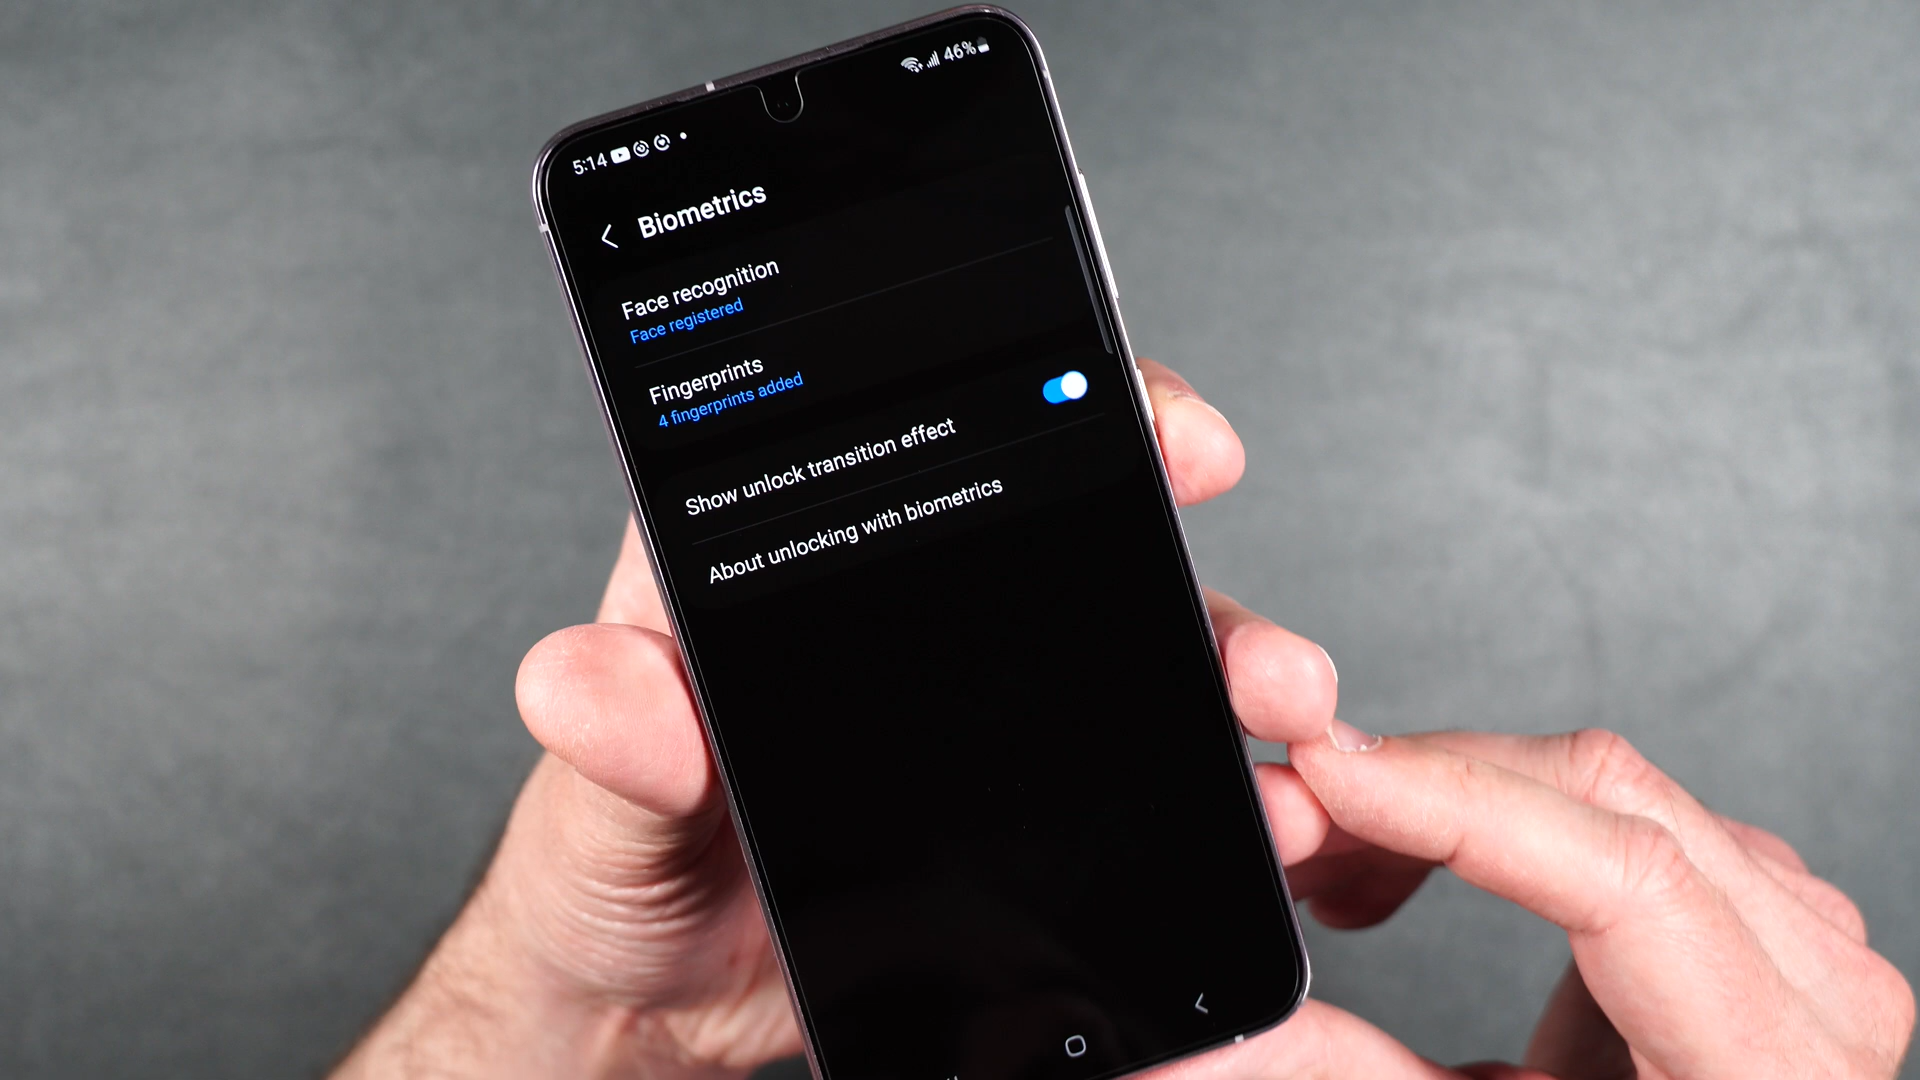 5:14
46%
Biometrics
Face recognition
Face registered
Fingerprints
4 fingerprints added
Show unlock transition effect
About unlocking with biometrics